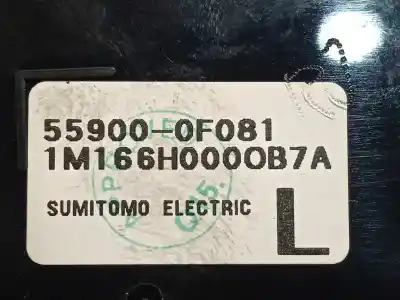 55900-0F081
1M166H0000B7A
SUMITOMO ELECTRIC
L